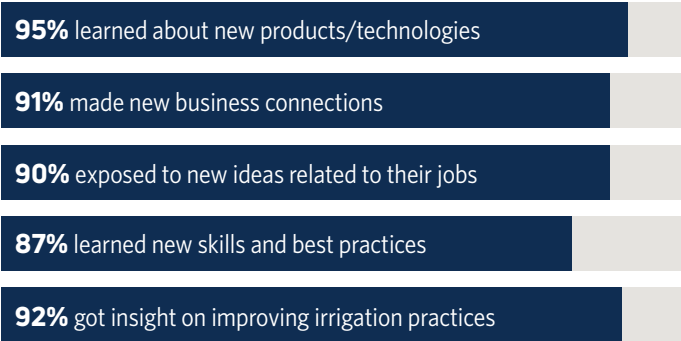 95% learned about new products/technologies
91% made new business connections
90% exposed to new ideas related to their jobs
87% learned new skills and best practices
92% got insight on improving irrigation practices